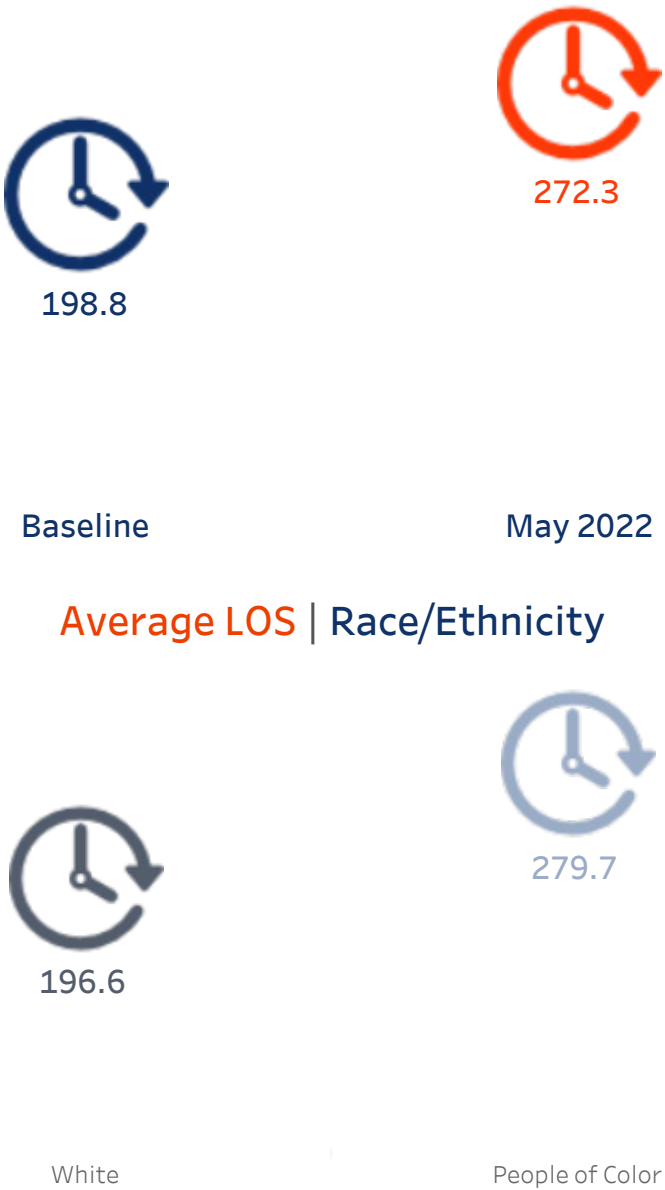 272.3
198.8
Baseline May 2022
Average LOS | Race/Ethnicity
279.7
196.6
White People of Color